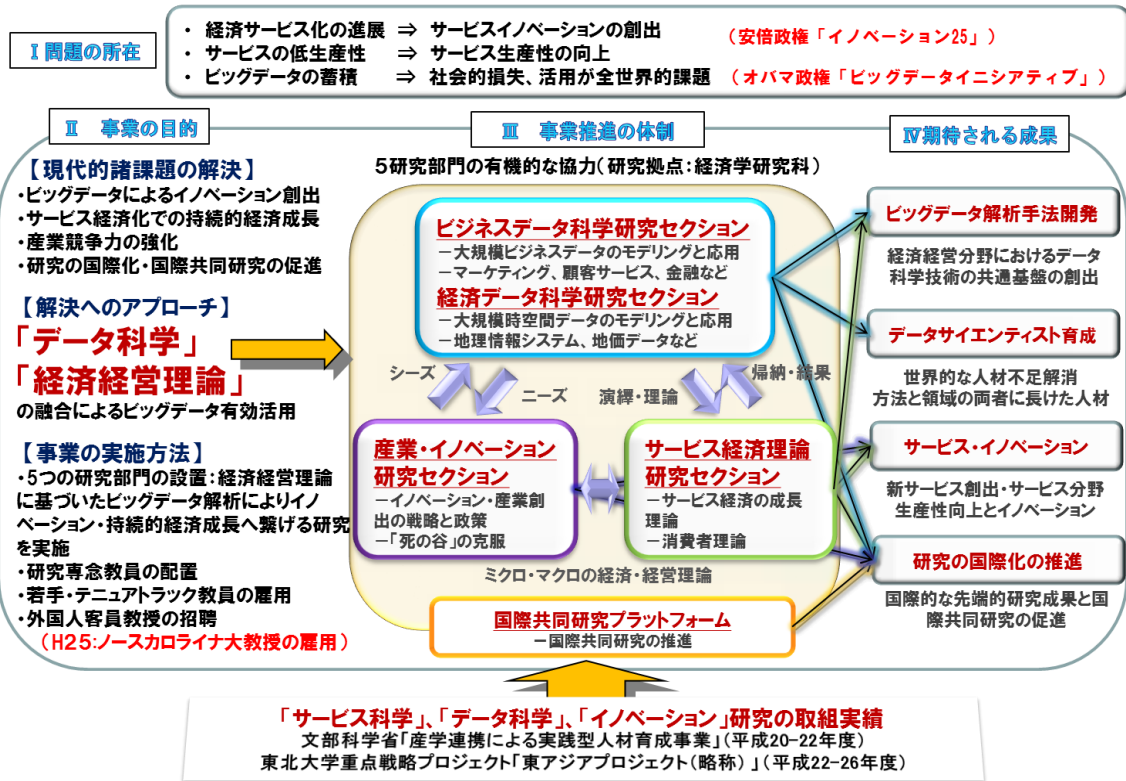 Ⅰ問題の所在
・ 経済サービス化の進展 ⇒ サービスイノベーションの創出 （安倍政権「イノベーション25」）
・ サービスの低生産性 ⇒ サービス生産性の向上
・ ビッグデータの蓄積 ⇒ 社会的損失、活用が全世界的課題 （オバマ政権「ビッグデータイニシアティブ」）
Ⅱ 事業の目的
【現代的諸課題の解決】
・ビッグデータによるイノベーション創出
・サービス経済化での持続的経済成長
・産業競争力の強化
・研究の国際化・国際共同研究の促進
【解決へのアプローチ】
「データ科学」
「経済経営理論」
の融合によるビッグデータ有効活用
【事業の実施方法】
・5つの研究部門の設置：経済経営理論
に基づいたビッグデータ解析によりイノ
ベーション・持続的経済成長へ繋げる研究
を実施
・研究専念教員の配置
・若手・テニュアトラック教員の雇用
・外国人客員教授の招聘
（H25:ノースカロライナ大教授の雇用）
Ⅲ 事業推進の体制
5研究部門の有機的な協力（研究拠点：経済学研究科）
ビジネスデータ科学研究セクション
－大規模ビジネスデータのモデリングと応用
－マーケティング、顧客サービス、金融など
経済データ科学研究セクション
－大規模時空間データのモデリングと応用
－地理情報システム、地価データなど
シーズ
ニーズ
演繹・理論
帰納・結果
産業・イノベーション
研究セクション
－イノベーション・産業創
出の戦略と政策
－「死の谷」の克服
サービス経済理論
研究セクション
－サービス経済の成長
理論
－消費者理論
ミクロ・マクロの経済・経営理論
国際共同研究プラットフォーム
－国際共同研究の推進
Ⅳ期待される成果
ビッグデータ解析手法開発
経済経営分野におけるデータ
科学技術の共通基盤の創出
データサイエンティスト育成
世界的な人材不足解消
方法と領域の両者に長けた人材
サービス・イノベーション
新サービス創出・サービス分野
生産性向上とイノベーション
研究の国際化の推進
国際的な先端的研究成果と国
際共同研究の促進
「サービス科学」、「データ科学」、「イノベーション」研究の取組実績
文部科学省「産学連携による実践型人材育成事業」（平成20-22年度）
東北大学重点戦略プロジェクト「東アジアプロジェクト（略称）」（平成22-26年度）